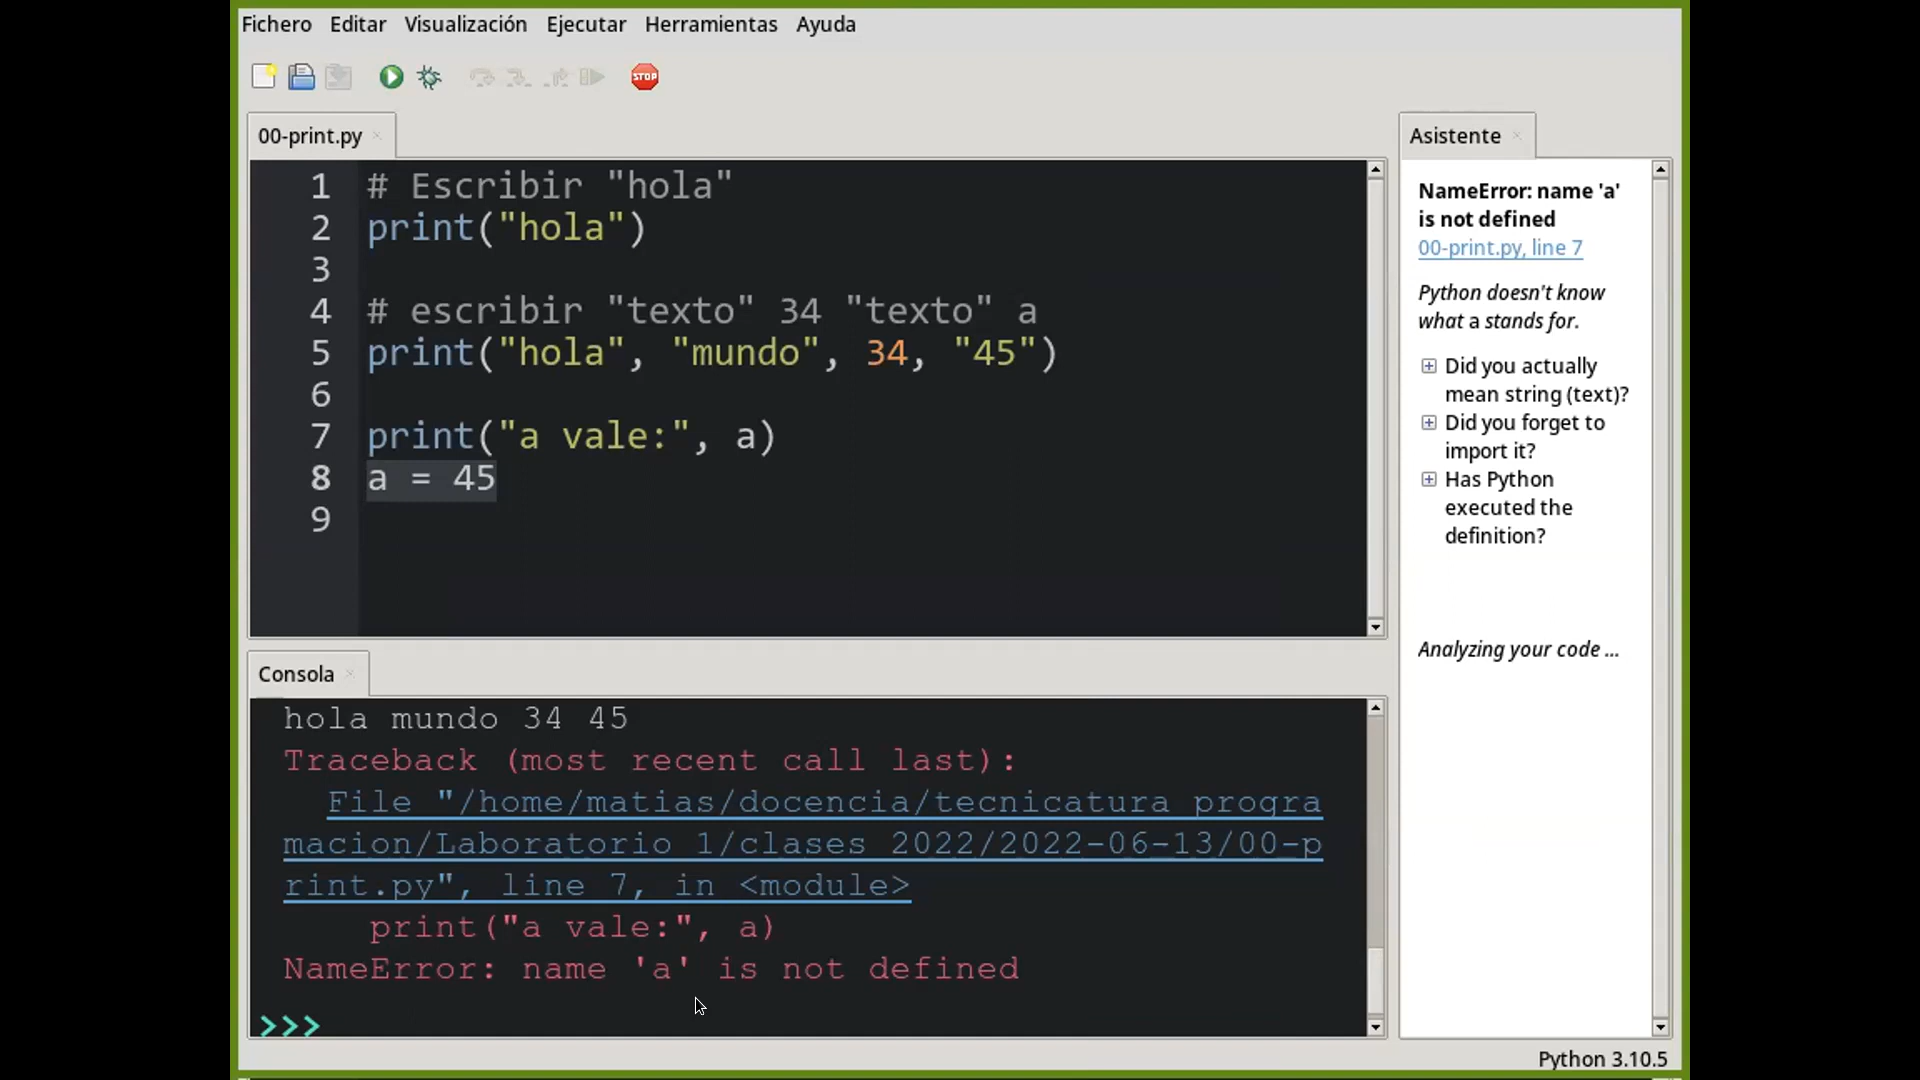 Fichero Editar Visualización Ejecutar Herramientas Ayuda
STOP
00-print.py
1 # Escribir "hola"
2 print("hola")
3
4 # escribir "texto" 34 "texto" a
5 print("hola", "mundo", 34, "45")
6
7 print("a vale:", a)
8 a = 45
9
Consola
hola mundo 34 45
Traceback (most recent call last):
File "/home/matias/docencia/tecnicatura_progra
macion/Laboratorio 1/clases 2022/2022-06-13/00-p
rint.py", line 7, in <module>
print("a vale:", a)
NameError: name 'a' is not defined
>>>
Asistente
NameError: name 'a'
is not defined
00-print.py, line 7
Python doesn't know
what a stands for.
Did you actually
mean string (text)?
Did you forget to
import it?
Has Python
executed the
definition?
Analyzing your code ...
Python 3.10.5